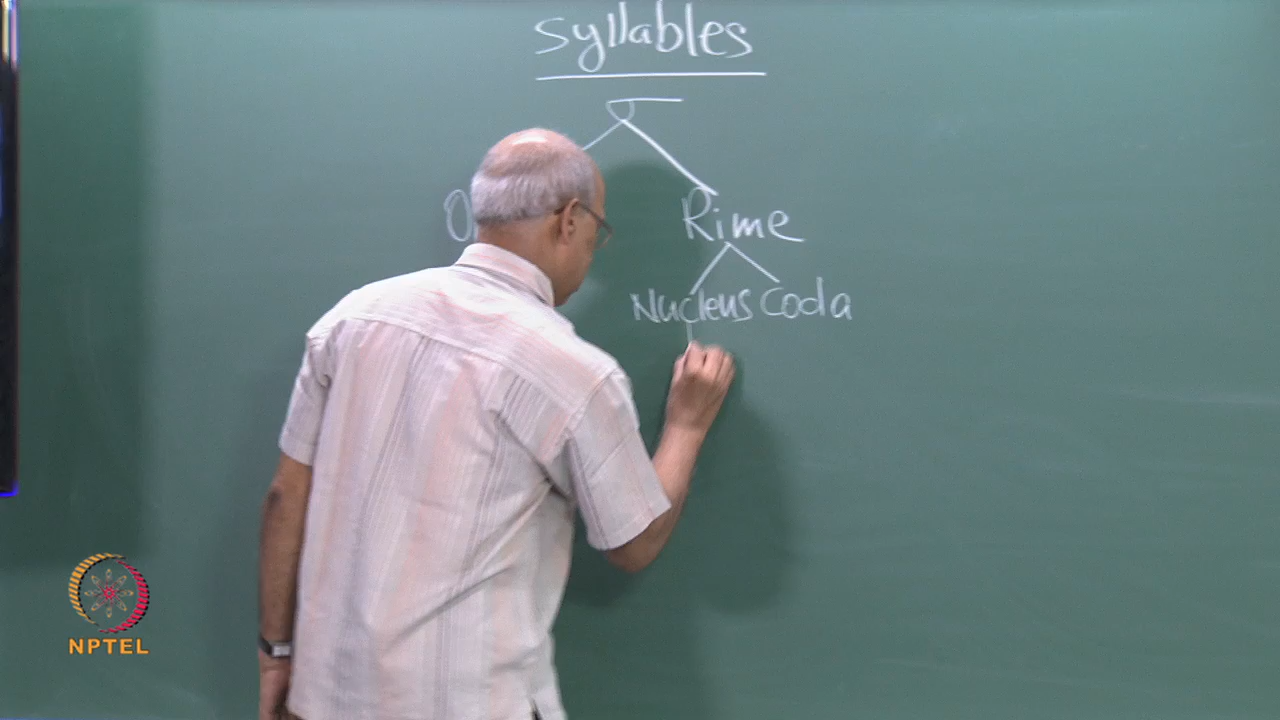 Syllables
σ
O
Rime
Nucleus Coda
NPTEL